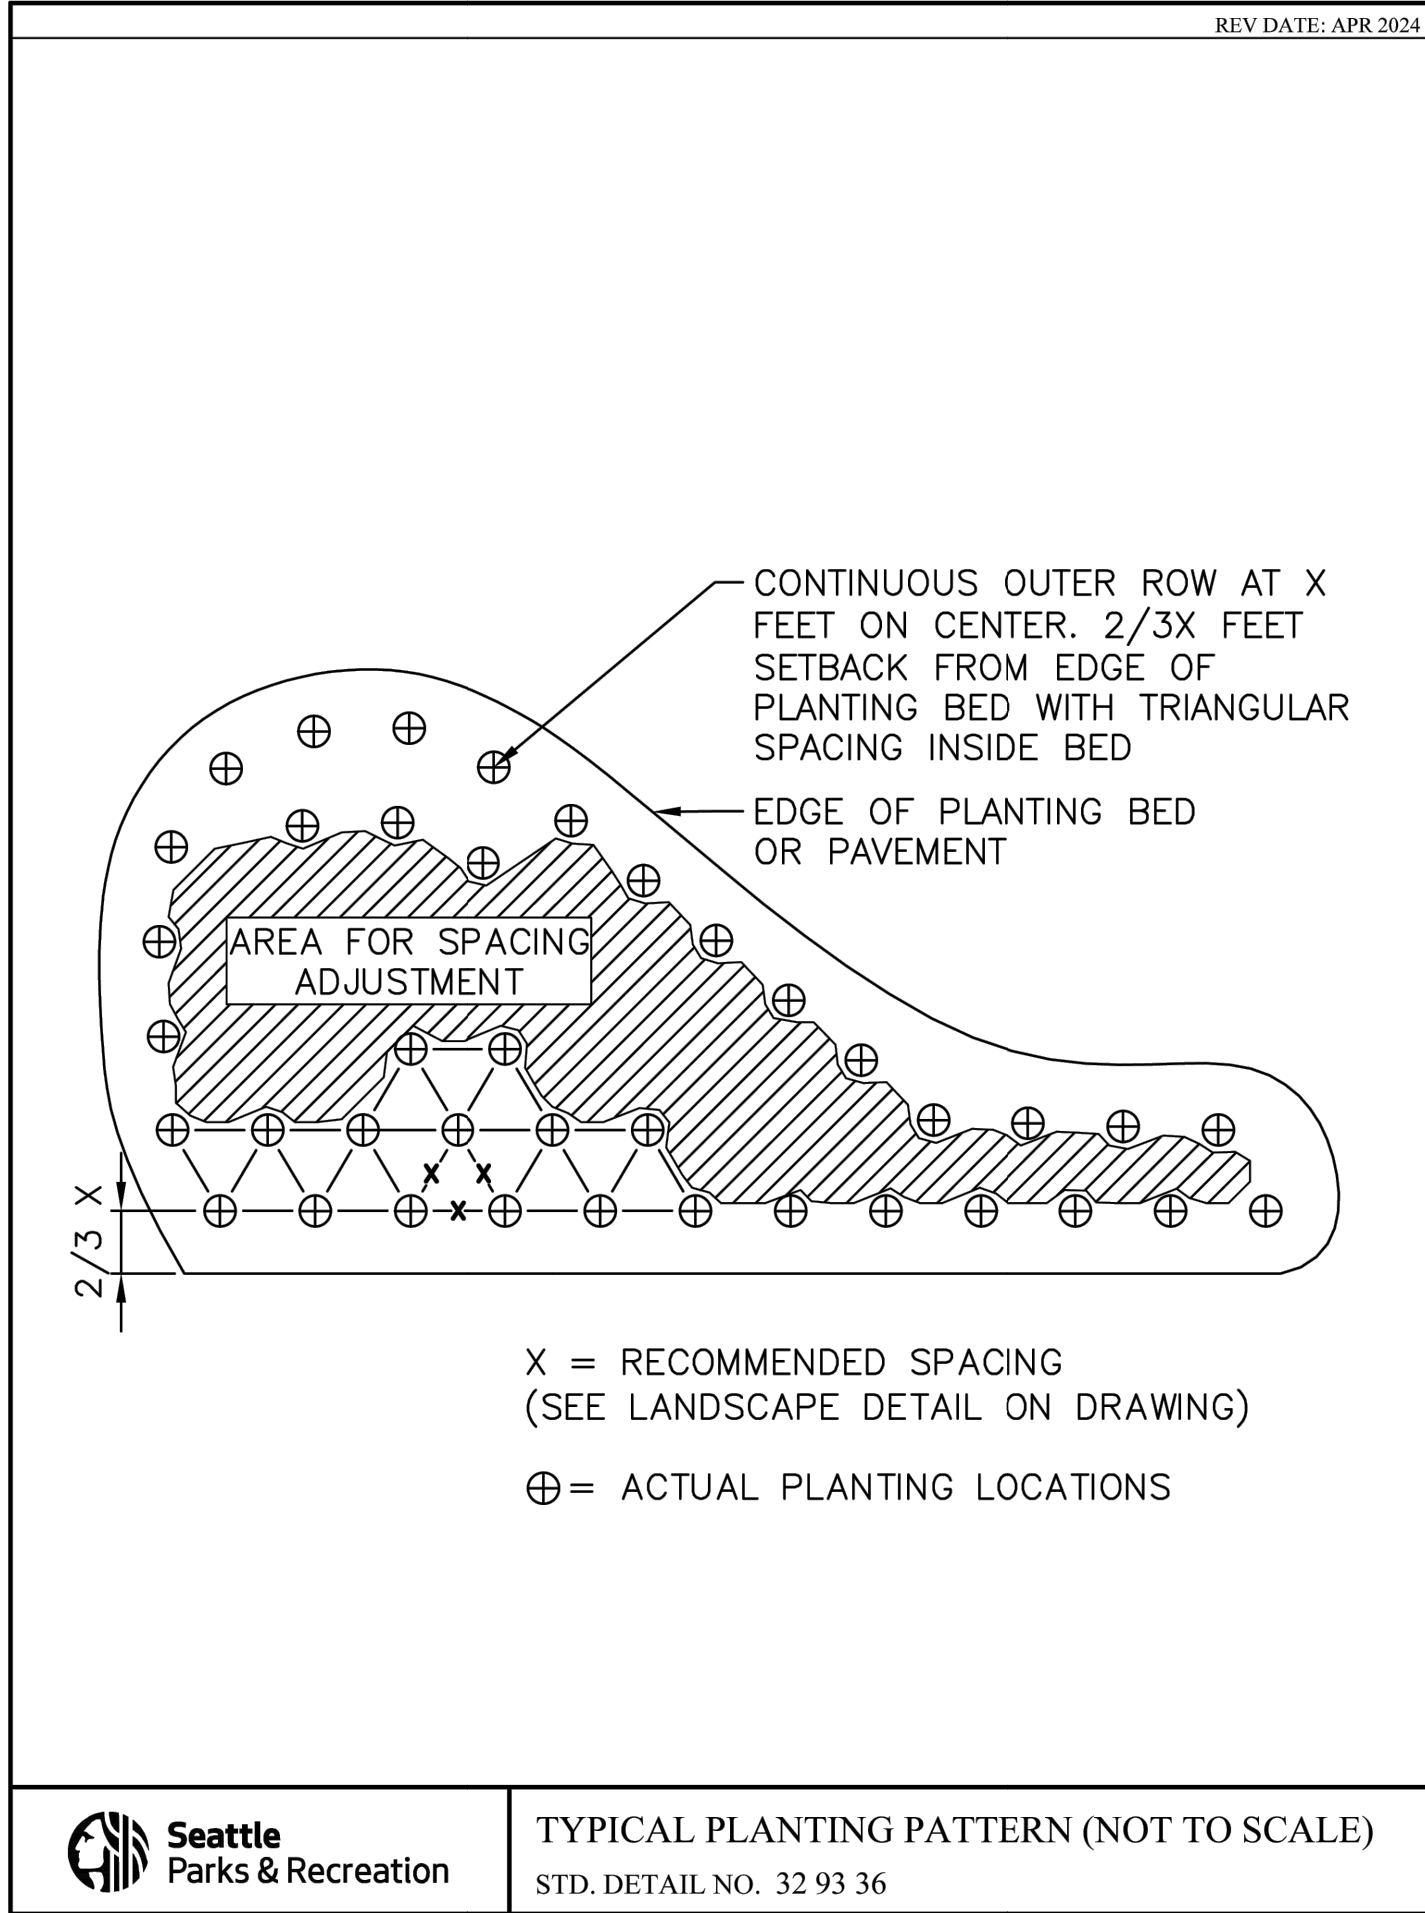 REV DATE: APR 2024
CONTINUOUS OUTER ROW AT X
FEET ON CENTER. 2/3X FEET
SETBACK FROM EDGE OF
PLANTING BED WITH TRIANGULAR
SPACING INSIDE BED
EDGE OF PLANTING BED
OR PAVEMENT
AREA FOR SPACING
ADJUSTMENT
X X
X
2/3 X
X = RECOMMENDED SPACING
(SEE LANDSCAPE DETAIL ON DRAWING)
= ACTUAL PLANTING LOCATIONS
Seattle
Parks & Recreation
TYPICAL PLANTING PATTERN (NOT TO SCALE)
STD. DETAIL NO. 32 93 36